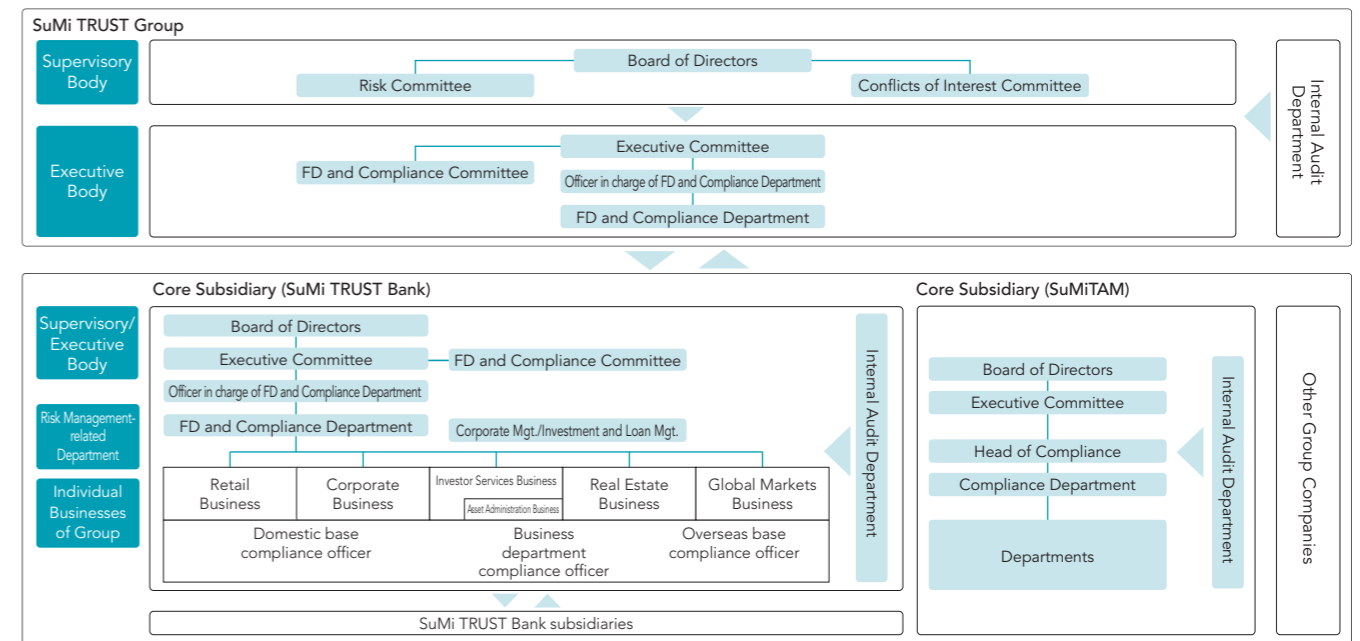 SuMi TRUST Group
Supervisory
Body
Board of Directors
Risk Committee
Conflicts of Interest Committee
Internal Audit
Department
Executive
Body
Executive Committee
FD and Compliance Committee
Officer in charge of FD and Compliance Department
FD and Compliance Department
Core Subsidiary (SuMi TRUST Bank)
Supervisory/
Executive
Body
Board of Directors
Executive Committee
FD and Compliance Committee
Officer in charge of FD and Compliance Department
Risk Management-
related
Department
FD and Compliance Department
Corporate Mgt./Investment and Loan Mgt.
Individual
Businesses
of Group
Retail
Business
Corporate
Business
Investor Services Business
Asset Administration Business
Real Estate
Business
Global Markets
Business
Domestic base
compliance officer
Business
department
compliance officer
Overseas base
compliance officer
Internal Audit Department
SuMi TRUST Bank subsidiaries
Core Subsidiary (SuMiTAM)
Board of Directors
Executive Committee
Head of Compliance
Compliance Department
Departments
Internal Audit Department
Other Group Companies